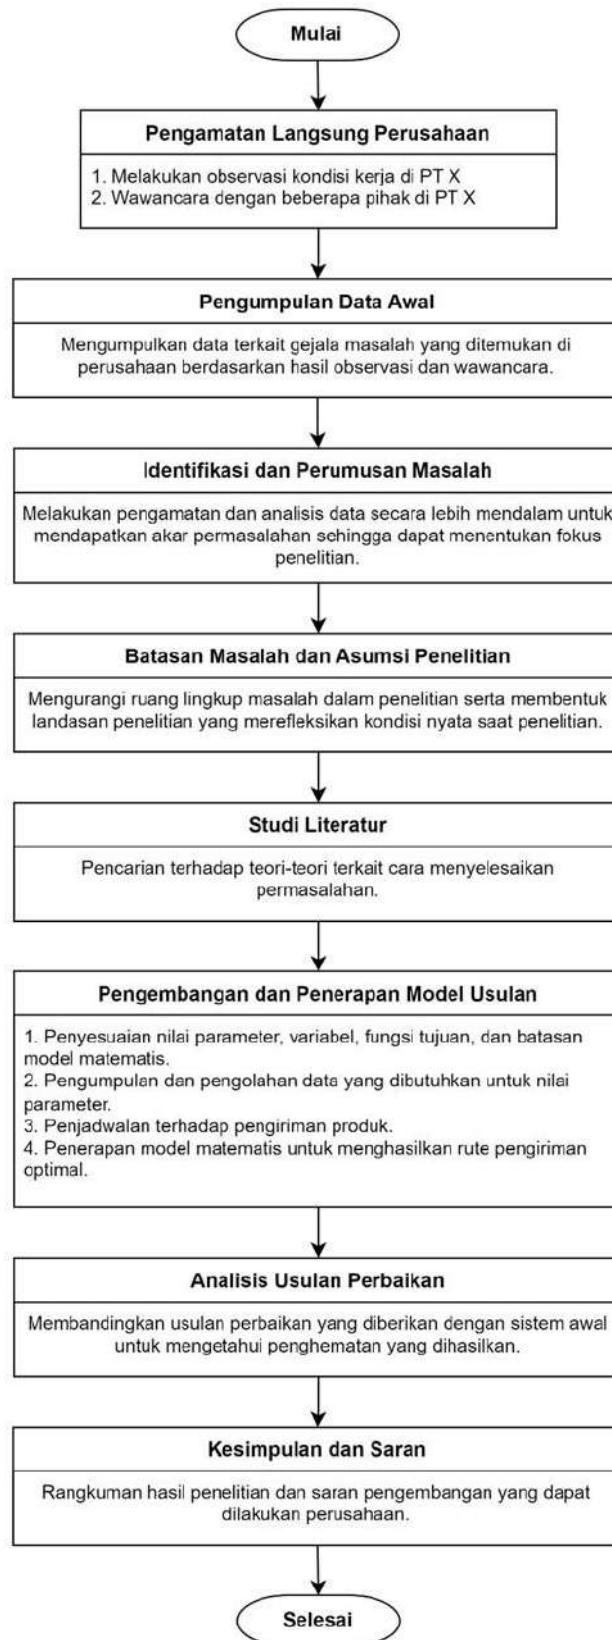 Mulai
Pengamatan Langsung Perusahaan
1. Melakukan observasi kondisi kerja di PT X
2. Wawancara dengan beberapa pihak di PT X
Pengumpulan Data Awal
Mengumpulkan data terkait gejala masalah yang ditemukan di
perusahaan berdasarkan hasil observasi dan wawancara.
Identifikasi dan Perumusan Masalah
Melakukan pengamatan dan analisis data secara lebih mendalam untuk
mendapatkan akar permasalahan sehingga dapat menentukan fokus
penelitian.
Batasan Masalah dan Asumsi Penelitian
Mengurangi ruang lingkup masalah dalam penelitian serta membentuk
landasan penelitian yang merefleksikan kondisi nyata saat penelitian.
Studi Literatur
Pencarian terhadap teori-teori terkait cara menyelesaikan
permasalahan.
Pengembangan dan Penerapan Model Usulan
1. Penyesuaian nilai parameter, variabel, fungsi tujuan, dan batasan
model matematis.
2. Pengumpulan dan pengolahan data yang dibutuhkan untuk nilai
parameter.
3. Penjadwalan terhadap pengiriman produk.
4. Penerapan model matematis untuk menghasilkan rute pengiriman
optimal.
Analisis Usulan Perbaikan
Membandingkan usulan perbaikan yang diberikan dengan sistem awal
untuk mengetahui penghematan yang dihasilkan.
Kesimpulan dan Saran
Rangkuman hasil penelitian dan saran pengembangan yang dapat
dilakukan perusahaan.
Selesai